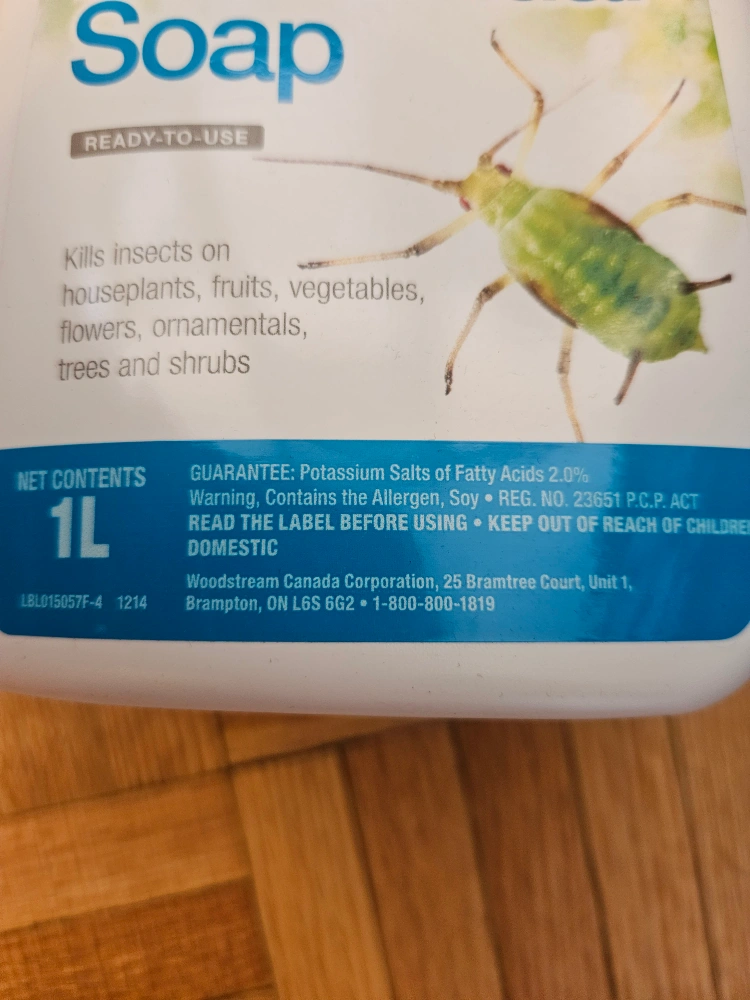 Soap
READY-TO-USE
Kills insects on
houseplants, fruits, vegetables,
flowers, ornamentals,
trees and shrubs
NET CONTENTS
1L
LBL015057F-4 1214
GUARANTEE: Potassium Salts of Fatty Acids 2.0%
Warning, Contains the Allergen, Soy • REG. NO. 23651 P.C.P. ACT
READ THE LABEL BEFORE USING • KEEP OUT OF REACH OF CHILDRE
DOMESTIC
Woodstream Canada Corporation, 25 Bramtree Court, Unit 1,
Brampton, ON L6S 6G2 • 1-800-800-1819